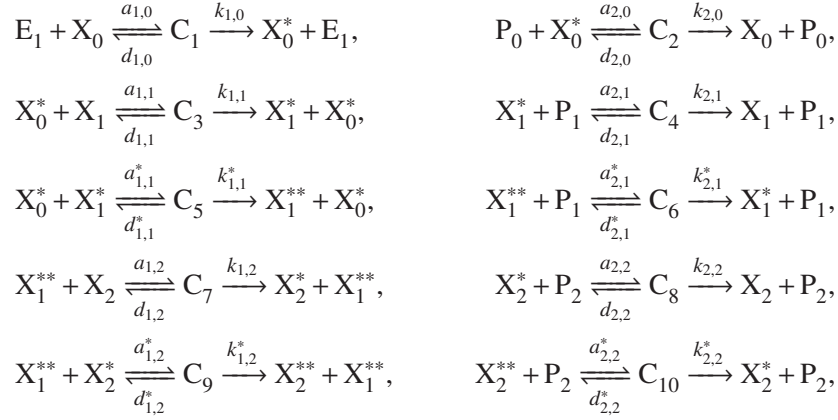 E₁ + X₀ ⇌[a₁,₀][d₁,₀] C₁ →[k₁,₀] X₀* + E₁, P₀ + X₀* ⇌[a₂,₀][d₂,₀] C₂ →[k₂,₀] X₀ + P₀,
X₀* + X₁ ⇌[a₁,₁][d₁,₁] C₃ →[k₁,₁] X₁* + X₀*, X₁* + P₁ ⇌[a₂,₁][d₂,₁] C₄ →[k₂,₁] X₁ + P₁,
X₀* + X₁* ⇌[a*₁,₁][d*₁,₁] C₅ →[k*₁,₁] X₁** + X₀*, X₁** + P₁ ⇌[a*₂,₁][d*₂,₁] C₆ →[k*₂,₁] X₁* + P₁,
X₁** + X₂ ⇌[a₁,₂][d₁,₂] C₇ →[k₁,₂] X₂* + X₁**, X₂* + P₂ ⇌[a₂,₂][d₂,₂] C₈ →[k₂,₂] X₂ + P₂,
X₁** + X₂* ⇌[a*₁,₂][d*₁,₂] C₉ →[k*₁,₂] X₂** + X₁**, X₂** + P₂ ⇌[a*₂,₂][d*₂,₂] C₁₀ →[k*₂,₂] X₂* + P₂,